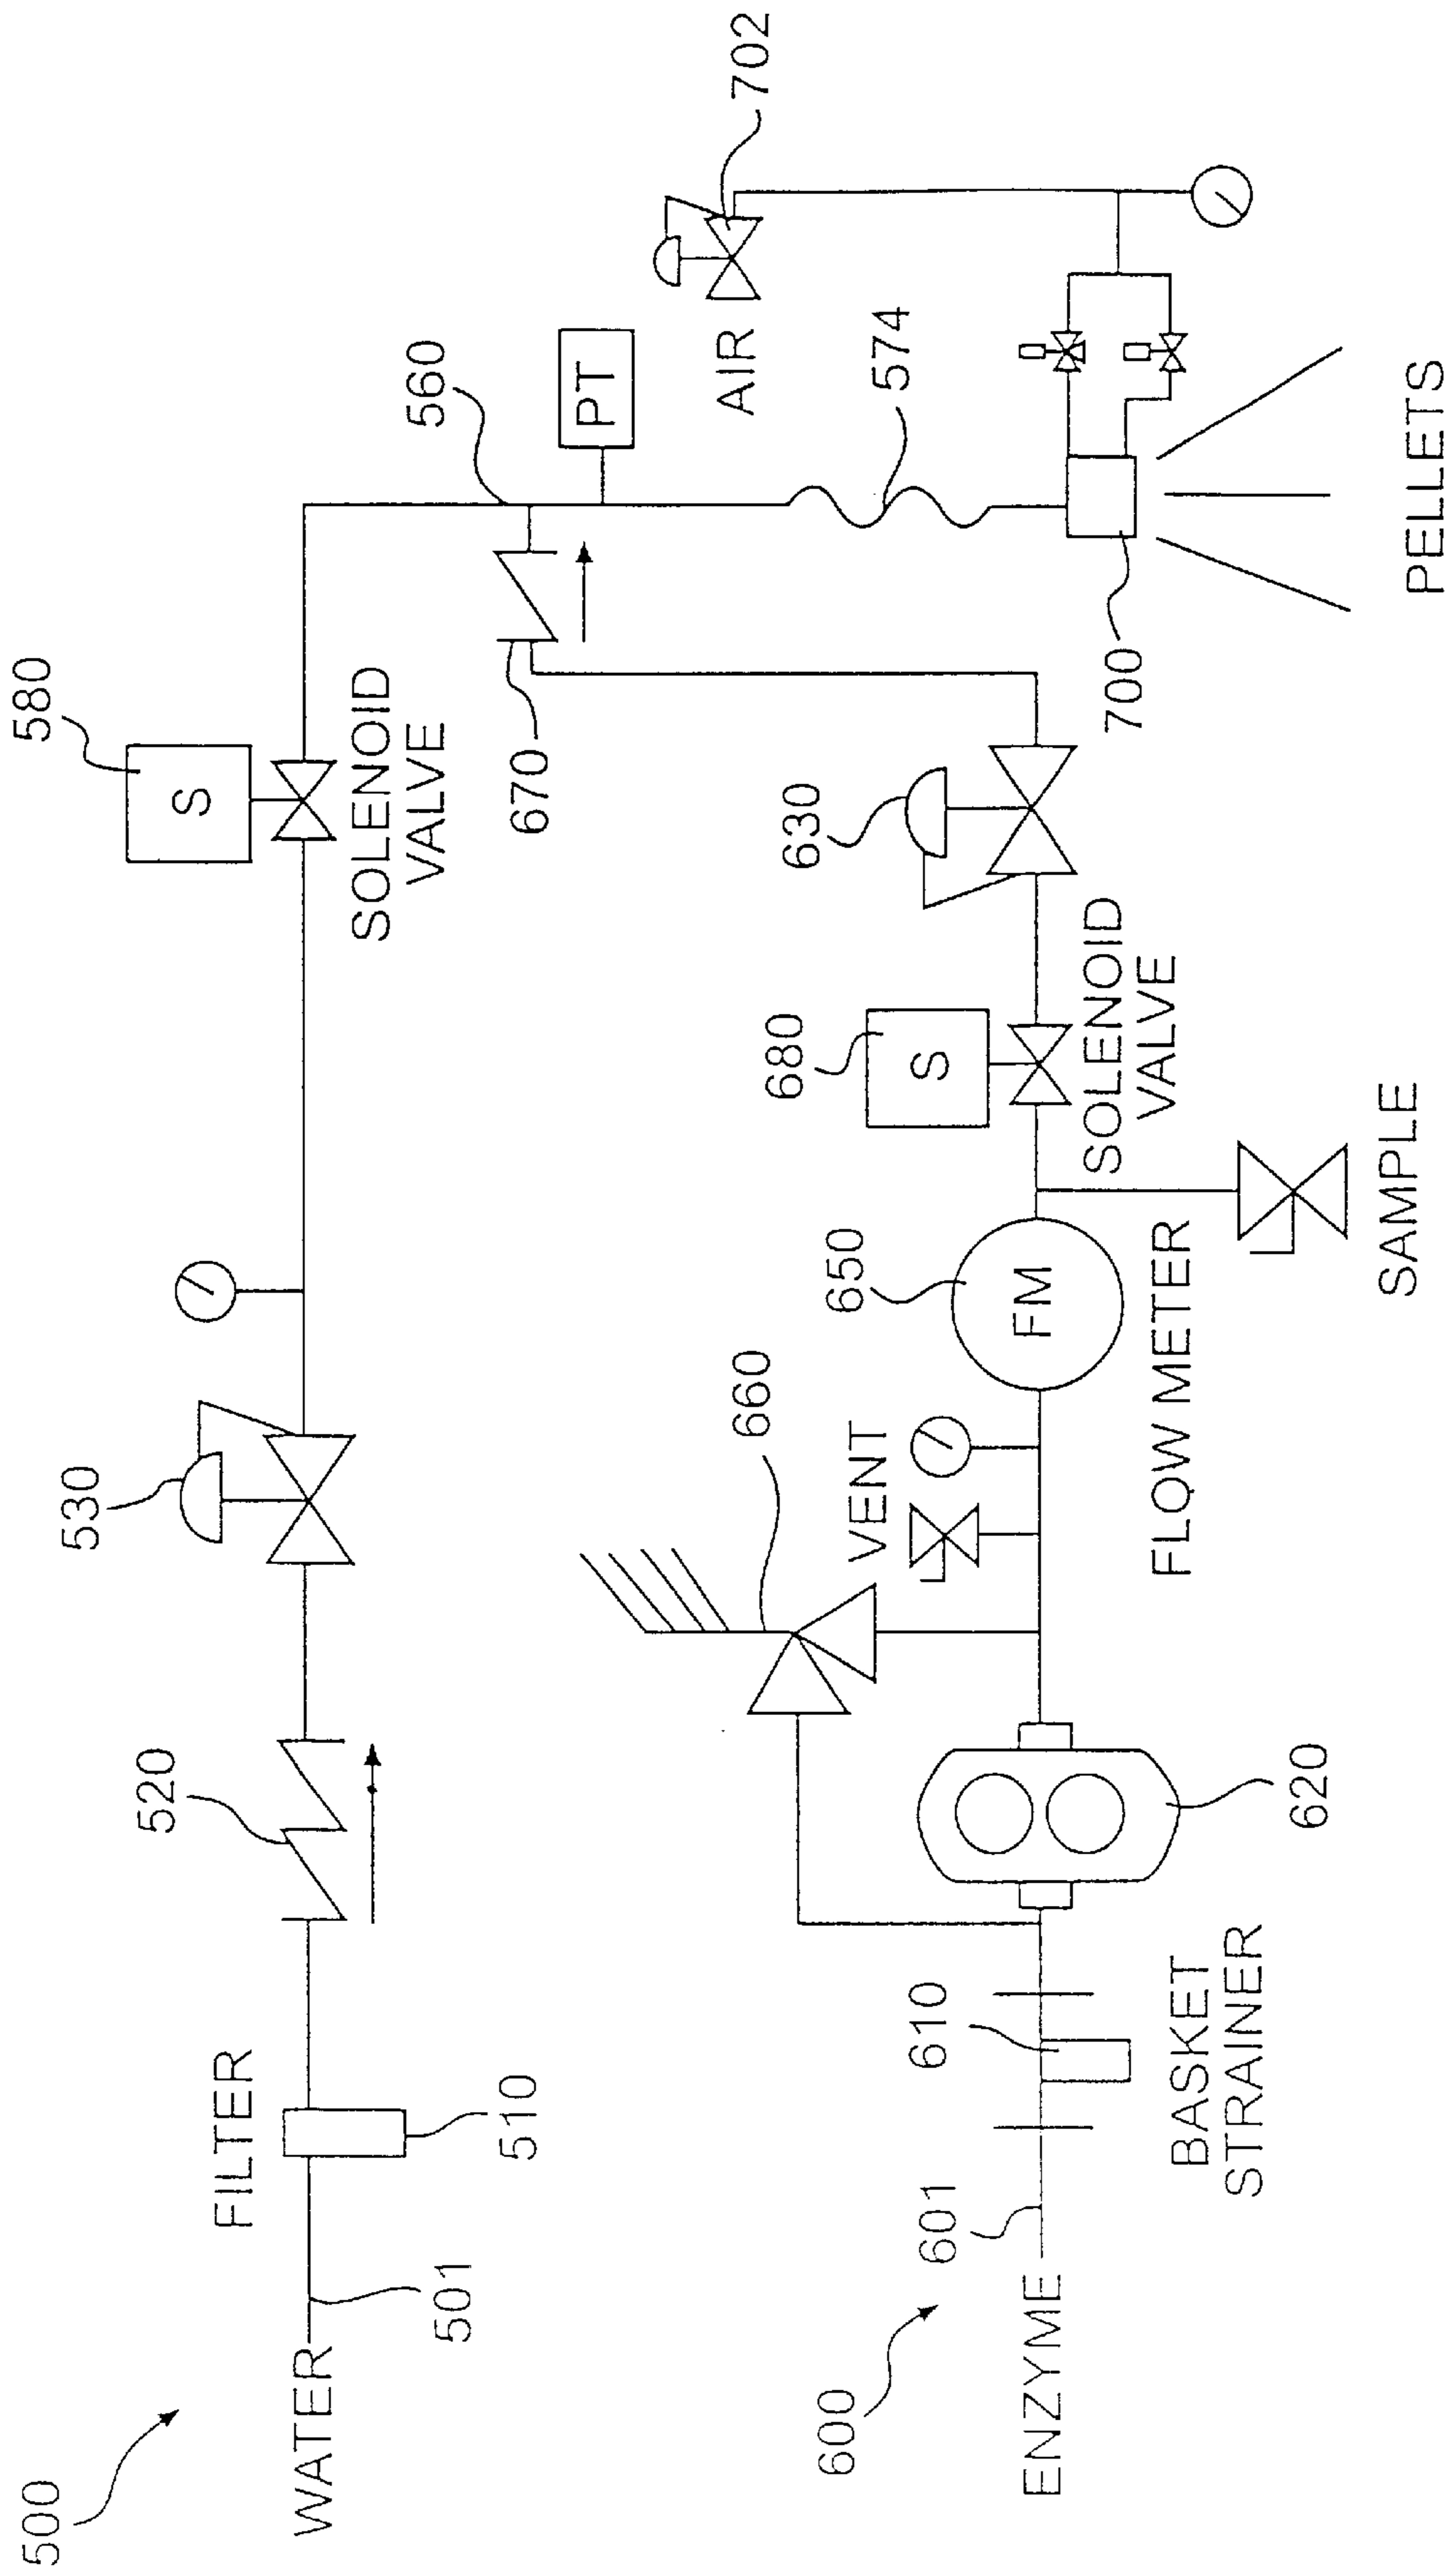 500
WATER
501
FILTER
510
520
530
580
S
SOLENOID
VALVE
560
670
PT
AIR
702
574
700
PELLETS
600
ENZYME
601
610
BASKET
STRAINER
620
660
VENT
650
FM
FLOW METER
SAMPLE
680
S
SOLENOID
VALVE
630